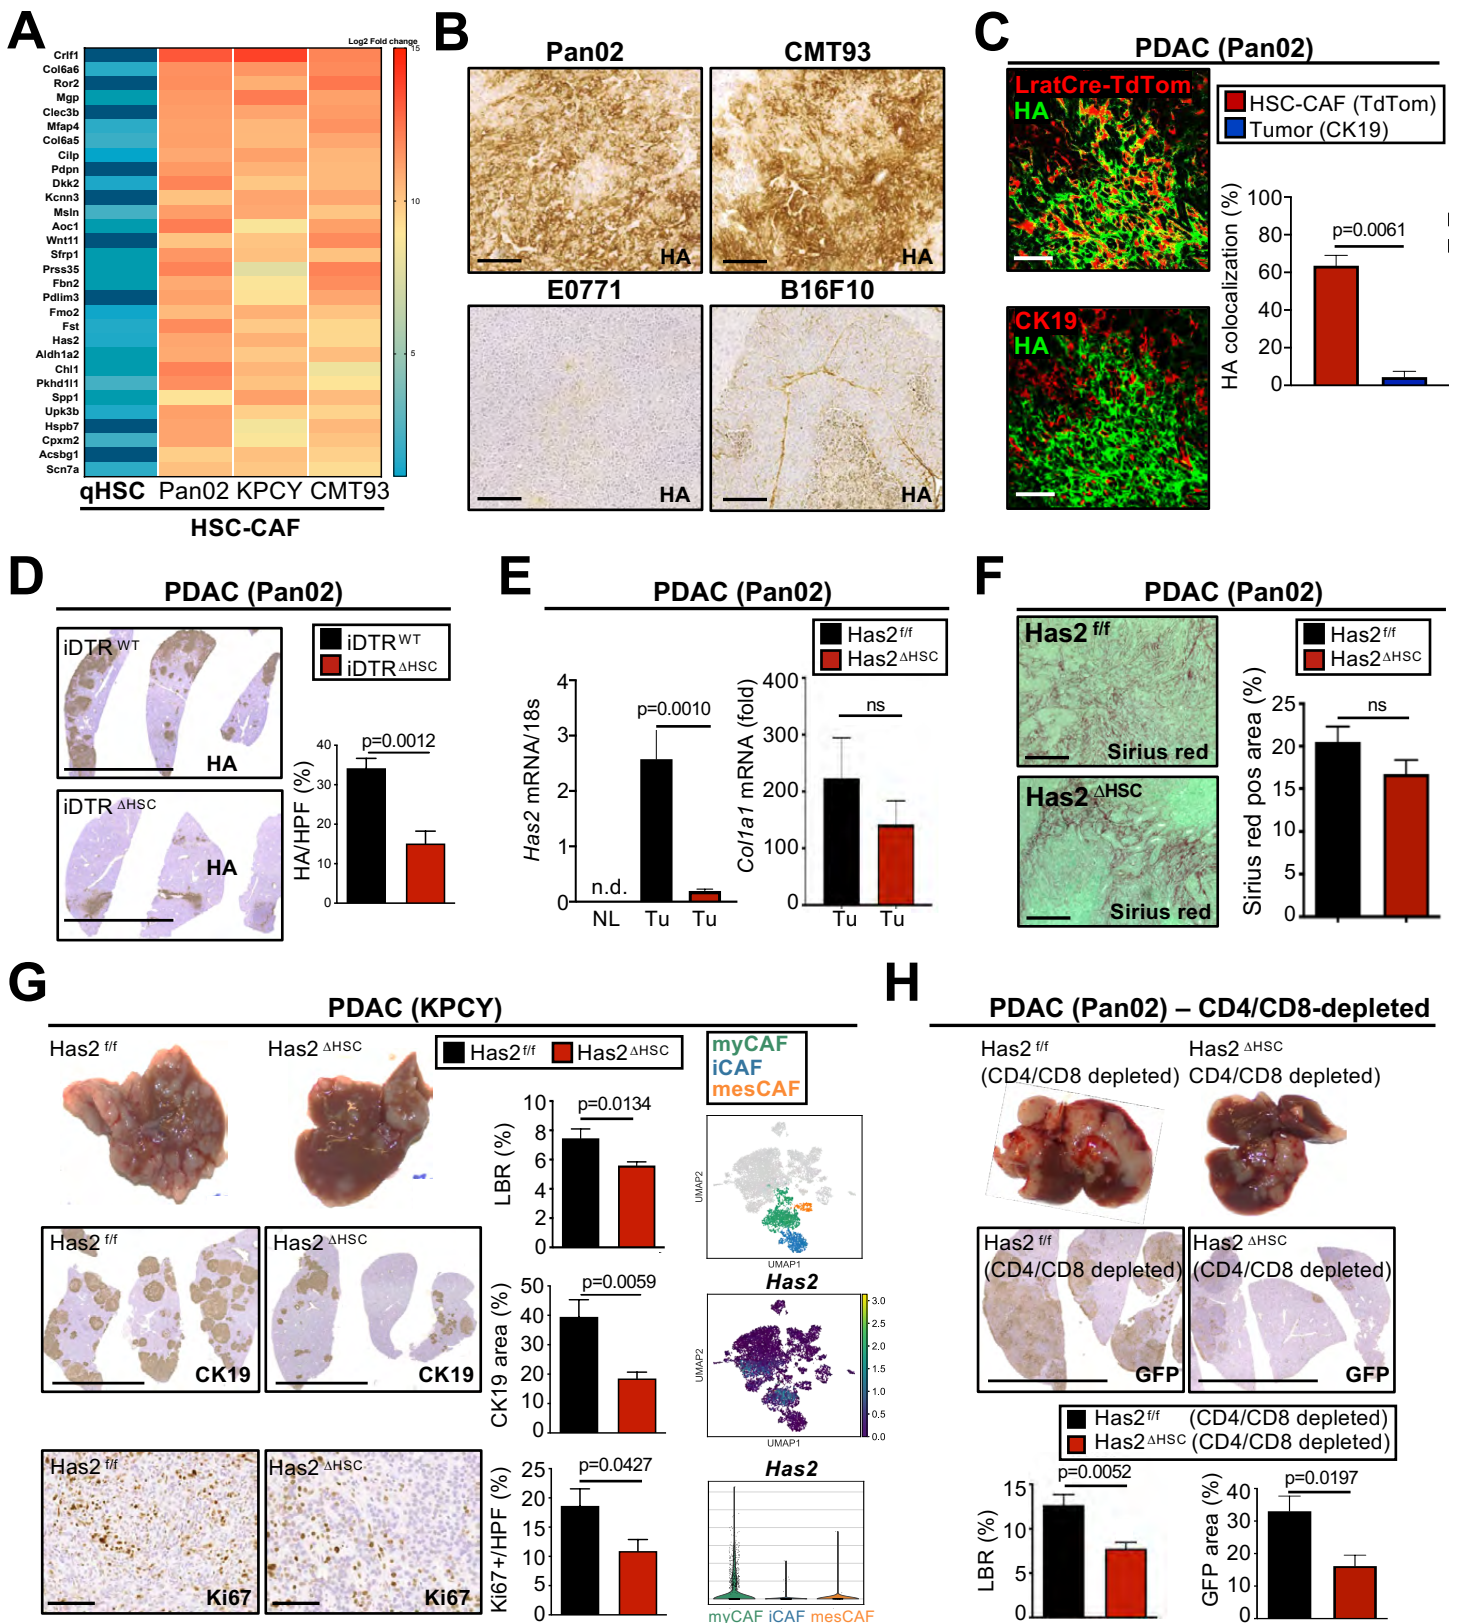 A
Log2 Fold change
15
10
5
Crlf1
Col6a6
Ror2
Mgp
Clec3b
Mfap4
Col6a5
Cilp
Pdpn
Dkk2
Kcnn3
Msln
Aoc1
Wnt11
Sfrp1
Prss35
Fbn2
Pdlim3
Fmo2
Fst
Has2
Aldh1a2
Chl1
Pkhd1l1
Spp1
Upk3b
Hspb7
Cpxm2
Acsbg1
Scn7a
qHSC Pan02 KPCY CMT93
HSC-CAF
B
Pan02 CMT93
HA HA
E0771 B16F10
HA HA
C
PDAC (Pan02)
LratCre-TdTom
HA
CK19
HA
HSC-CAF (TdTom)
Tumor (CK19)
HA colocalization (%)
100
80
60
40
20
0
p=0.0061
D
PDAC (Pan02)
iDTR WT
HA
iDTR ΔHSC
HA
iDTR WT
iDTR ΔHSC
HA/HPF (%)
40
30
20
10
0
p=0.0012
E
PDAC (Pan02)
Has2 f/f
Has2 ΔHSC
Has2 mRNA/18s
4
3
2
1
0
p=0.0010
n.d.
NL Tu Tu
Col1a1 mRNA (fold)
400
300
200
100
0
ns
Tu Tu
F
PDAC (Pan02)
Has2 f/f
Sirius red
Has2 ΔHSC
Sirius red
Has2 f/f
Has2 ΔHSC
Sirius red pos area (%)
25
20
15
10
5
0
ns
G
PDAC (KPCY)
Has2 f/f Has2 ΔHSC
Has2 f/f Has2 ΔHSC
LBR (%)
10
8
6
4
2
0
p=0.0134
Has2 f/f Has2 ΔHSC
CK19 CK19
CK19 area (%)
50
40
30
20
10
0
p=0.0059
Has2 f/f Has2 ΔHSC
Ki67 Ki67
Ki67+/HPF (%)
25
20
15
10
5
0
p=0.0427
myCAF
iCAF
mesCAF
UMAP2
UMAP1
Has2
3.0
2.5
2.0
1.5
1.0
0.5
0.0
UMAP2
UMAP1
Has2
myCAF iCAF mesCAF
H
PDAC (Pan02) – CD4/CD8-depleted
Has2 f/f Has2 ΔHSC
(CD4/CD8 depleted) CD4/CD8 depleted)
Has2 f/f Has2 ΔHSC
(CD4/CD8 depleted) (CD4/CD8 depleted)
GFP GFP
Has2 f/f (CD4/CD8 depleted)
Has2 ΔHSC (CD4/CD8 depleted)
LBR (%)
15
10
5
0
p=0.0052
GFP area (%)
40
30
20
10
0
p=0.0197